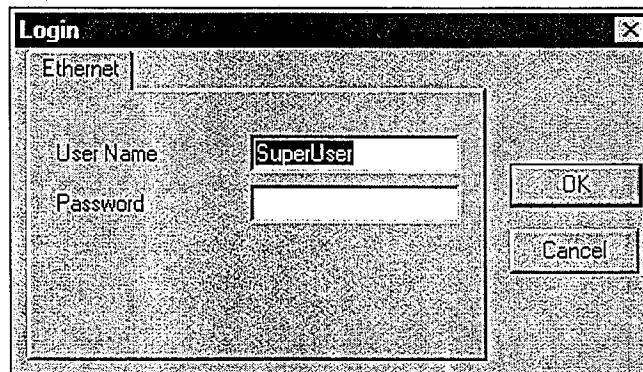 Login
Ethernet
User Name
SuperUser
Password
OK
Cancel